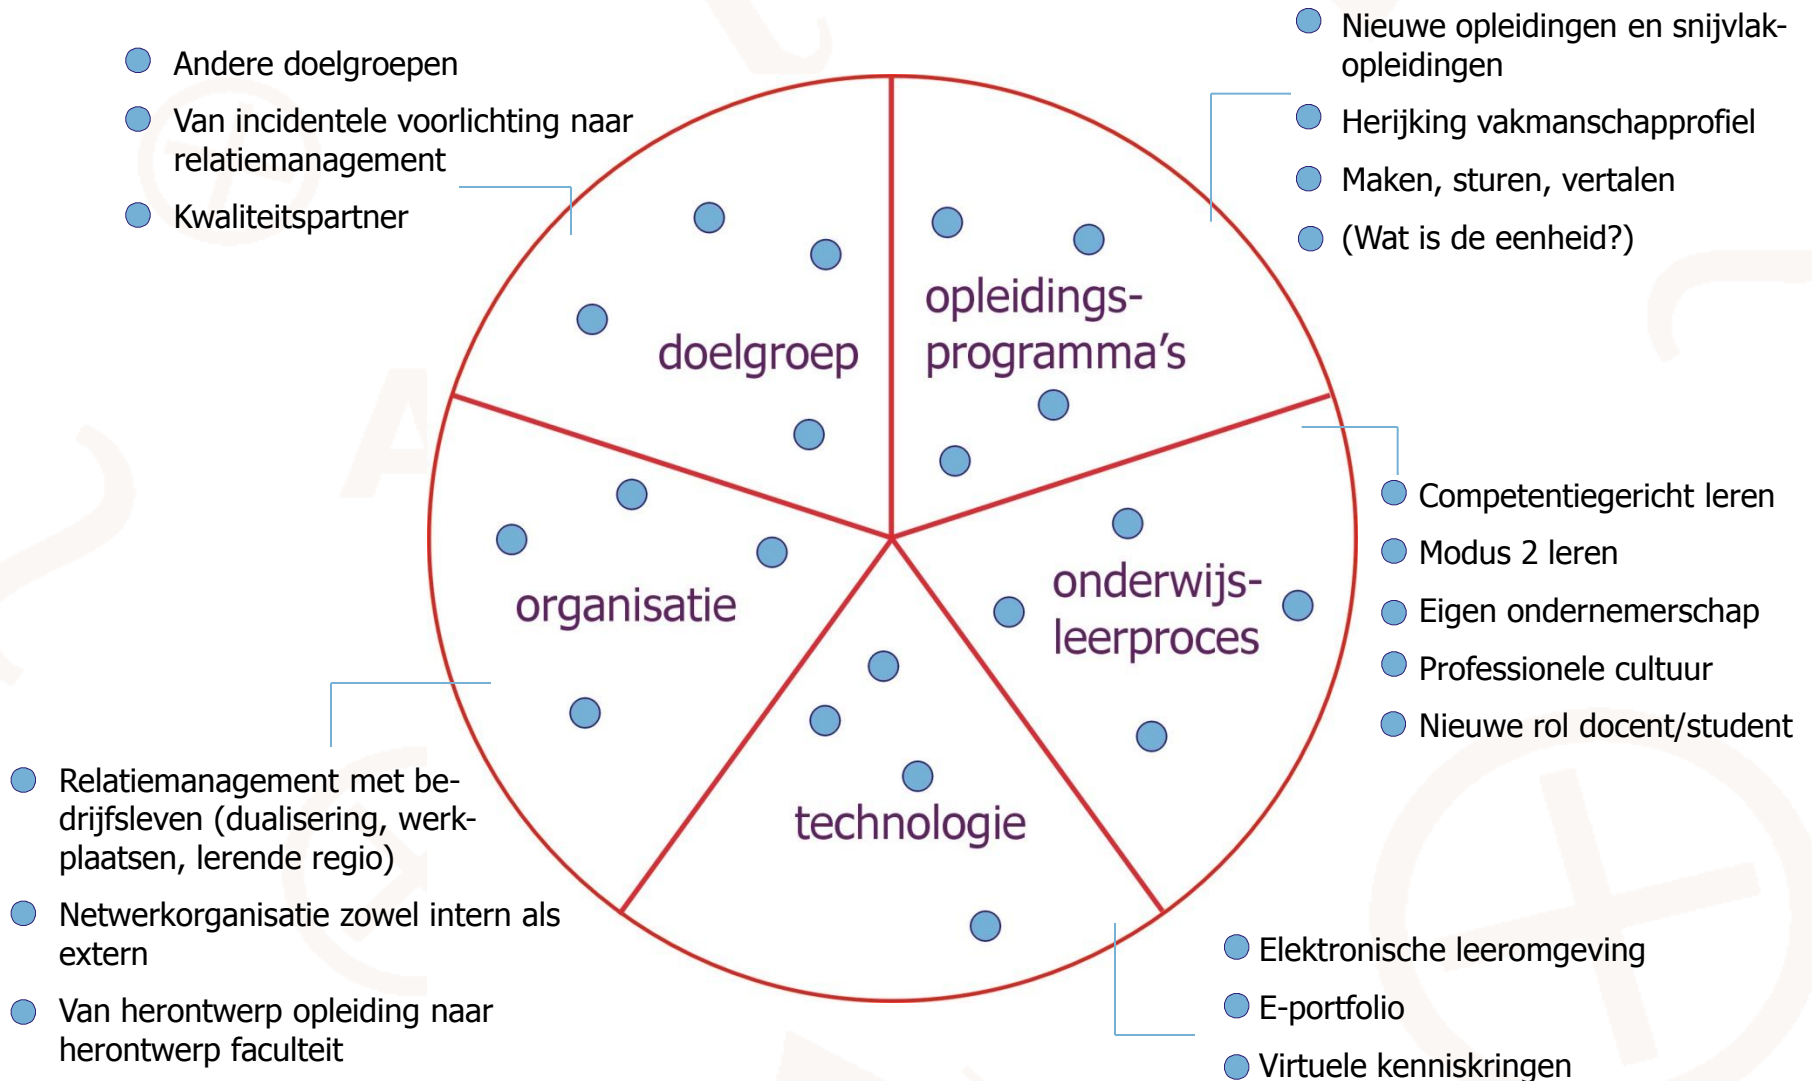 Andere doelgroepen
Van incidentele voorlichting naar
relatiemanagement
Kwaliteitspartner
Nieuwe opleidingen en snijvlak-
opleidingen
Herijking vakmanschapprofiel
Maken, sturen, vertalen
(Wat is de eenheid?)
doelgroep
opleidings-
programma's
organisatie
onderwijs-
leerproces
technologie
Competentiegericht leren
Modus 2 leren
Eigen ondernemerschap
Professionele cultuur
Nieuwe rol docent/student
Relatiemanagement met be-
drijfsleven (dualisering, werk-
plaatsen, lerende regio)
Netwerkorganisatie zowel intern als
extern
Van herontwerp opleiding naar
herontwerp faculteit
Elektronische leeromgeving
E-portfolio
Virtuele kenniskringen